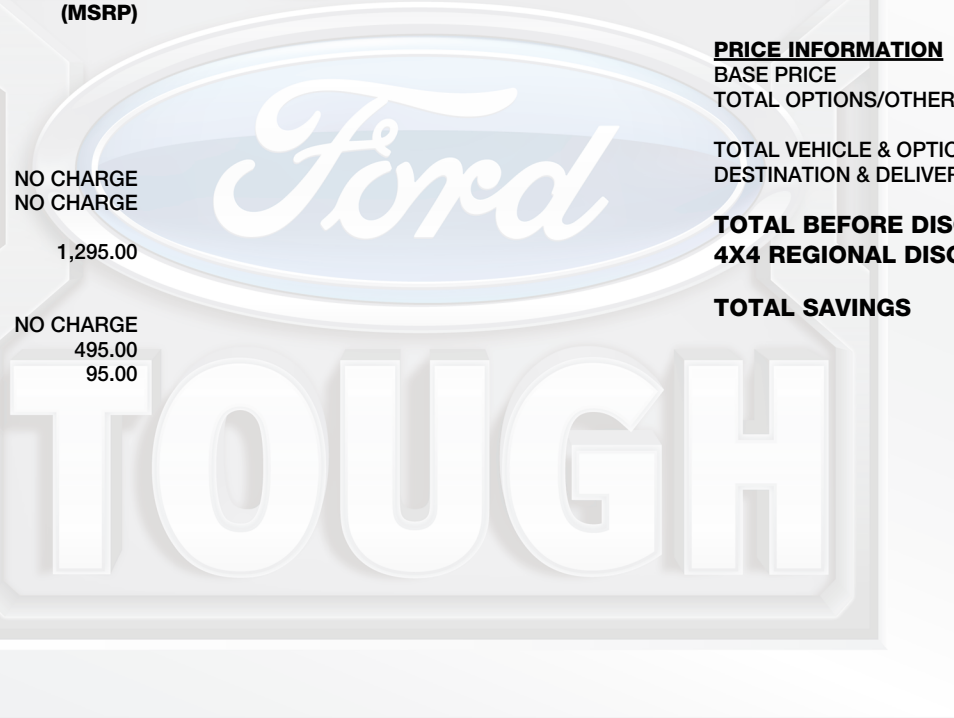 (MSRP)
NO CHARGE
NO CHARGE
1,295.00
NO CHARGE
495.00
95.00
PRICE INFORMATION
BASE PRICE
TOTAL OPTIONS/OTHER
TOTAL VEHICLE & OPTIO
DESTINATION & DELIVER
TOTAL BEFORE DISC
4X4 REGIONAL DISC
TOTAL SAVINGS
Ford
TOUGH